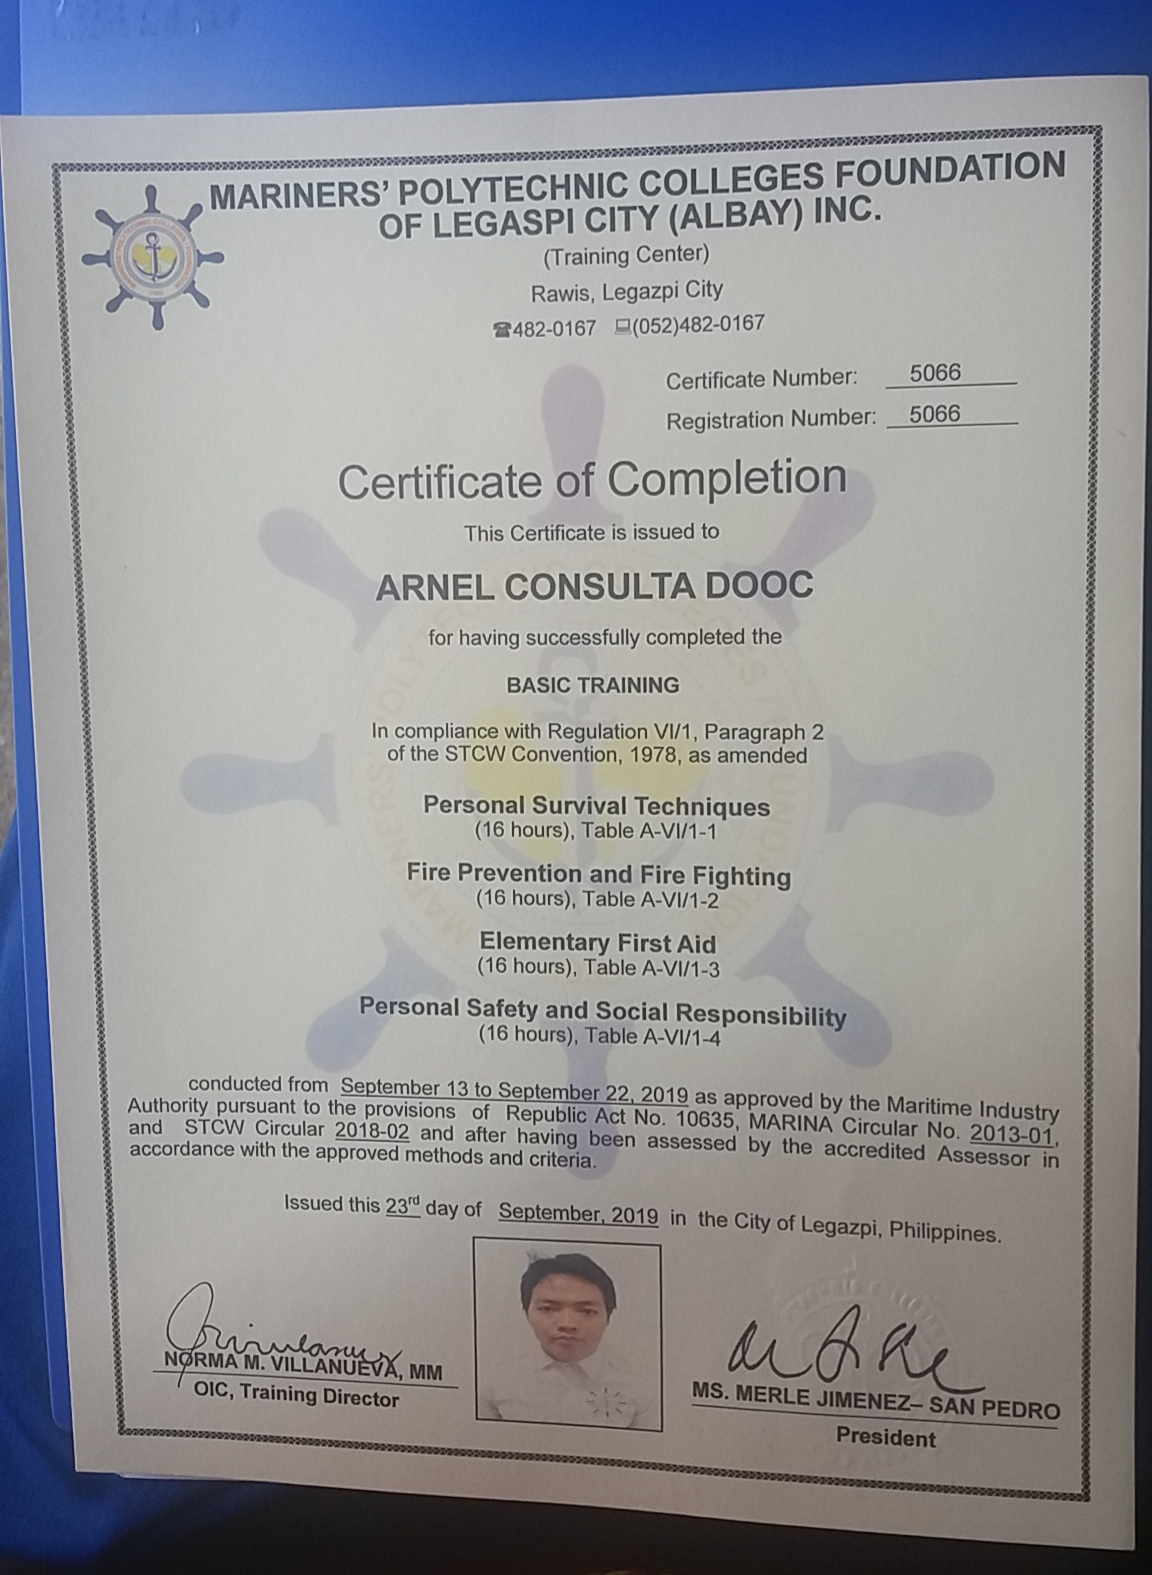 MARINERS' POLYTECHNIC COLLEGES FOUNDATION
OF LEGASPI CITY (ALBAY) INC.
(Training Center)
Rawis, Legazpi City
☎482-0167 💻(052)482-0167
Certificate Number: 5066
Registration Number: 5066
Certificate of Completion
This Certificate is issued to
ARNEL CONSULTA DOOC
for having successfully completed the
BASIC TRAINING
In compliance with Regulation VI/1, Paragraph 2
of the STCW Convention, 1978, as amended
Personal Survival Techniques
(16 hours), Table A-VI/1-1
Fire Prevention and Fire Fighting
(16 hours), Table A-VI/1-2
Elementary First Aid
(16 hours), Table A-VI/1-3
Personal Safety and Social Responsibility
(16 hours), Table A-VI/1-4
conducted from September 13 to September 22, 2019 as approved by the Maritime Industry
Authority pursuant to the provisions of Republic Act No. 10635, MARINA Circular No. 2013-01,
and STCW Circular 2018-02 and after having been assessed by the accredited Assessor in
accordance with the approved methods and criteria.
Issued this 23rd day of September, 2019 in the City of Legazpi, Philippines.
NORMA M. VILLANUEVA, MM
OIC, Training Director
MS. MERLE JIMENEZ– SAN PEDRO
President